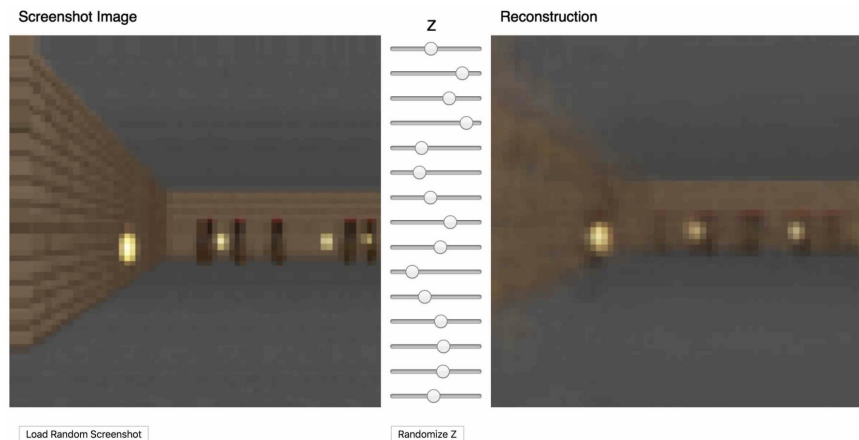 Screenshot Image
Z
Reconstruction
Load Random Screenshot
Randomize Z